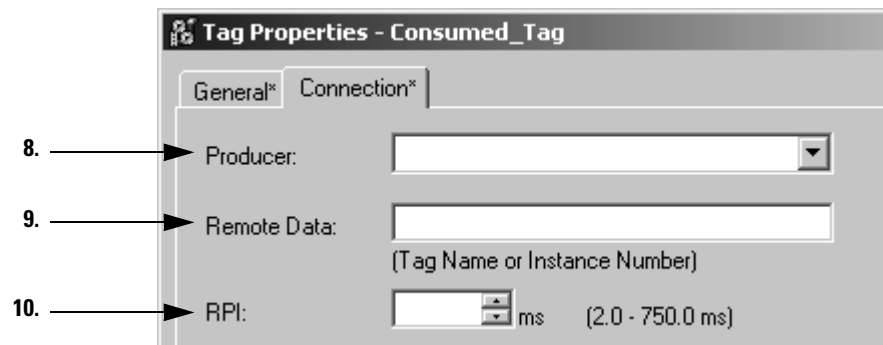 Tag Properties - Consumed_Tag
General* Connection*
8. Producer:
9. Remote Data:
(Tag Name or Instance Number)
10. RPI: ms (2.0 - 750.0 ms)